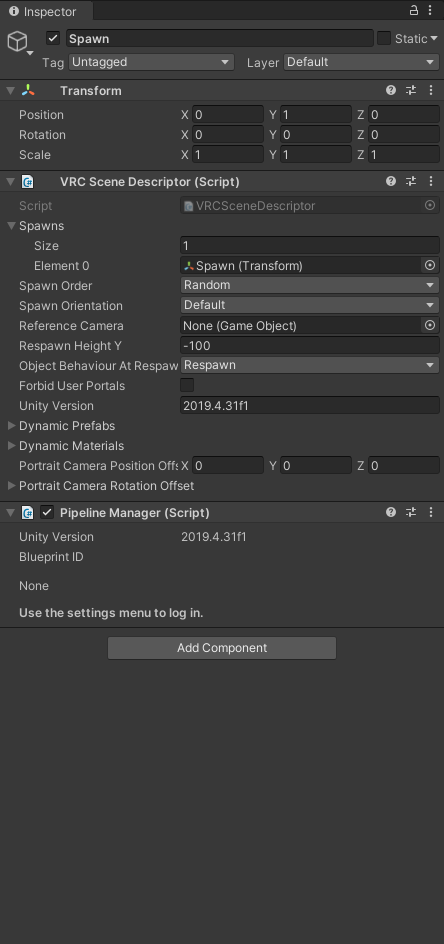 Inspector
Spawn Static
Tag Untagged Layer Default
Transform
Position X 0 Y 1 Z 0
Rotation X 0 Y 0 Z 0
Scale X 1 Y 1 Z 1
VRC Scene Descriptor (Script)
Script VRCSceneDescriptor
Spawns
Size 1
Element 0 Spawn (Transform)
Spawn Order Random
Spawn Orientation Default
Reference Camera None (Game Object)
Respawn Height Y -100
Object Behaviour At Respaw Respawn
Forbid User Portals
Unity Version 2019.4.31f1
Dynamic Prefabs
Dynamic Materials
Portrait Camera Position Offs X 0 Y 0 Z 0
Portrait Camera Rotation Offset
Pipeline Manager (Script)
Unity Version 2019.4.31f1
Blueprint ID
None
Use the settings menu to log in.
Add Component